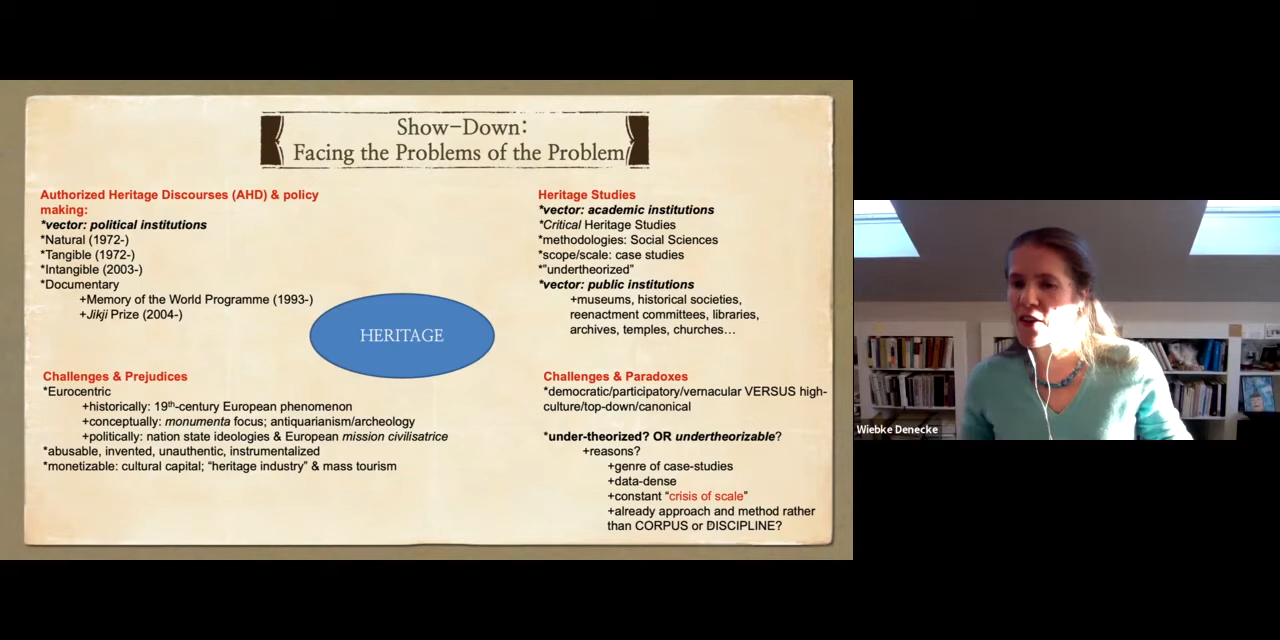 Show-Down:
Facing the Problems of the Problem
Authorized Heritage Discourses (AHD) & policy
making:
*vector: political institutions
*Natural (1972-)
*Tangible (1972-)
*Intangible (2003-)
*Documentary
+Memory of the World Programme (1993-)
+Jikji Prize (2004-)
HERITAGE
Challenges & Prejudices
*Eurocentric
+historically: 19th-century European phenomenon
+conceptually: monumenta focus; antiquarianism/archeology
+politically: nation state ideologies & European mission civilisatrice
*abusable, invented, unauthentic, instrumentalized
*monetizable: cultural capital; “heritage industry” & mass tourism
Heritage Studies
*vector: academic institutions
*Critical Heritage Studies
*methodologies: Social Sciences
*scope/scale: case studies
*”undertheorized”
*vector: public institutions
+museums, historical societies,
reenactment committees, libraries,
archives, temples, churches…
Challenges & Paradoxes
*democratic/participatory/vernacular VERSUS high-
culture/top-down/canonical
*under-theorized? OR undertheorizable?
+reasons?
+genre of case-studies
+data-dense
+constant “crisis of scale”
+already approach and method rather
than CORPUS or DISCIPLINE?
Wiebke Denecke